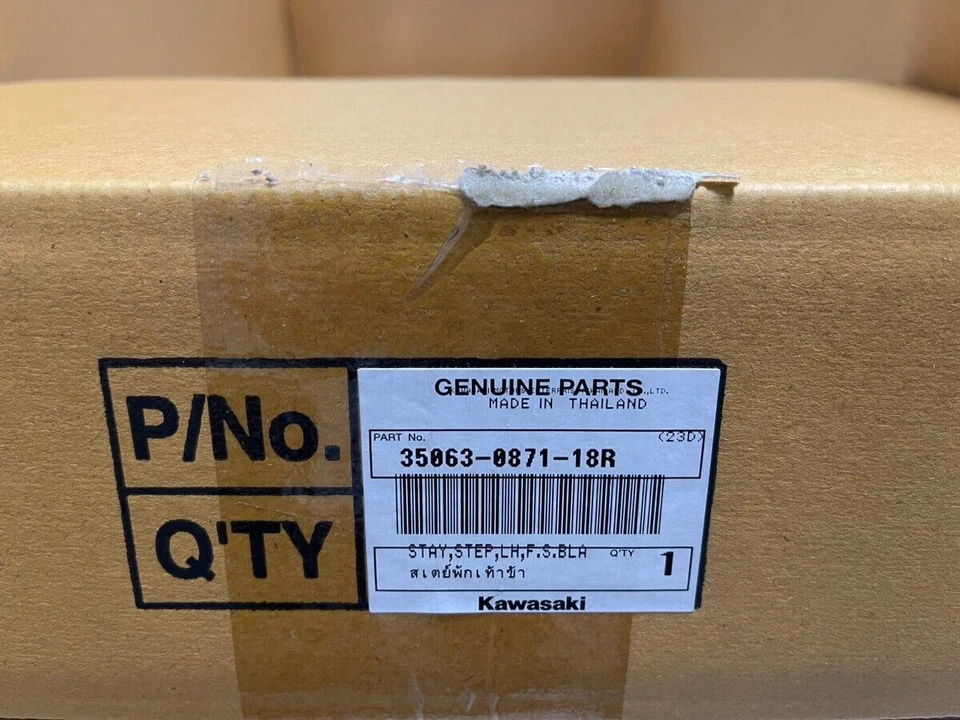 P/No.
Q'TY
GENUINE PARTS
MADE IN THAILAND
PART No.
(23D)
35063-0871-18R
STAY,STEP,LH,F.S.BLA Q'TY 1
สเตย์พักเท้าซ้า
Kawasaki